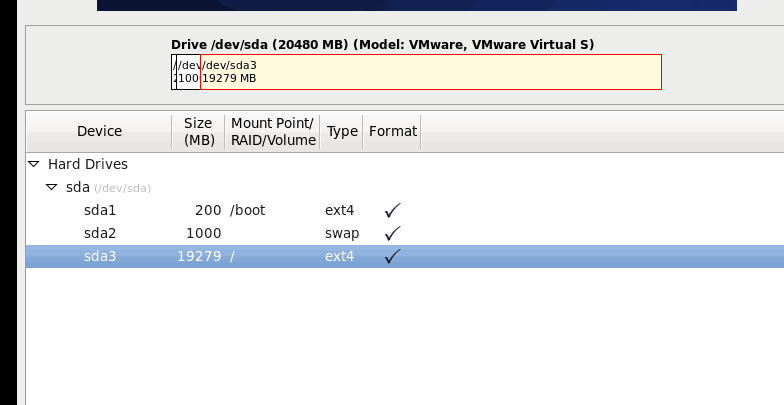 Drive /dev/sda (20480 MB) (Model: VMware, VMware Virtual S)
/dev /dev/sda3
100 19279 MB
Device Size (MB) Mount Point/ RAID/Volume Type Format
Hard Drives
sda (/dev/sda)
sda1 200 /boot ext4 ✓
sda2 1000 swap ✓
sda3 19279 / ext4 ✓